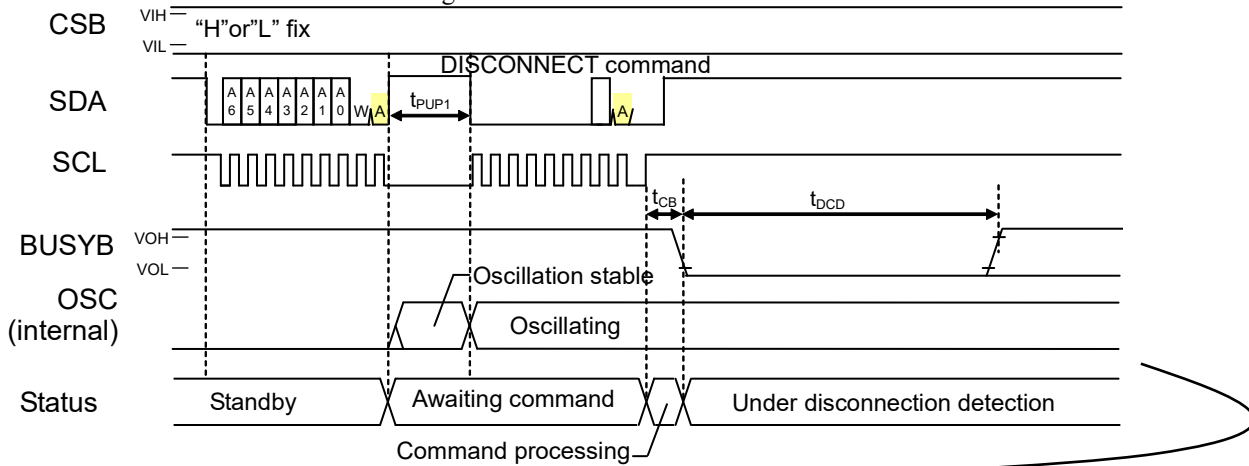 CSB
VIH
VIL
"H"or"L" fix
DISCONNECT command
SDA
A6 A5 A4 A3 A2 A1 A0 W A
tPUP1
A
SCL
tCB
tDCD
BUSYB
VOH
VOL
Oscillation stable
OSC
(internal)
Oscillating
Status
Standby
Awaiting command
Under disconnection detection
Command processing